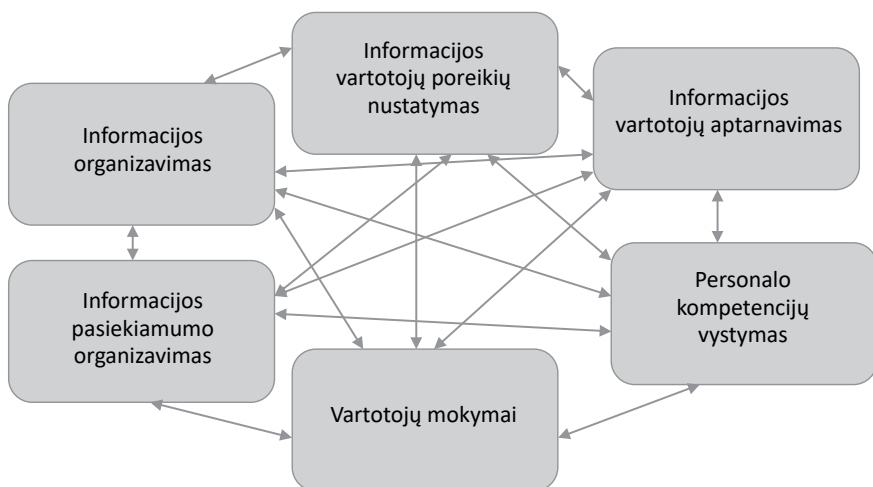 Informacijos
vartotojų poreikių
nustatymas
Informacijos
vartotojų aptarnavimas
Informacijos
organizavimas
Personalo
kompetencijų
vystymas
Informacijos
pasiekiamumo
organizavimas
Vartotojų mokymai